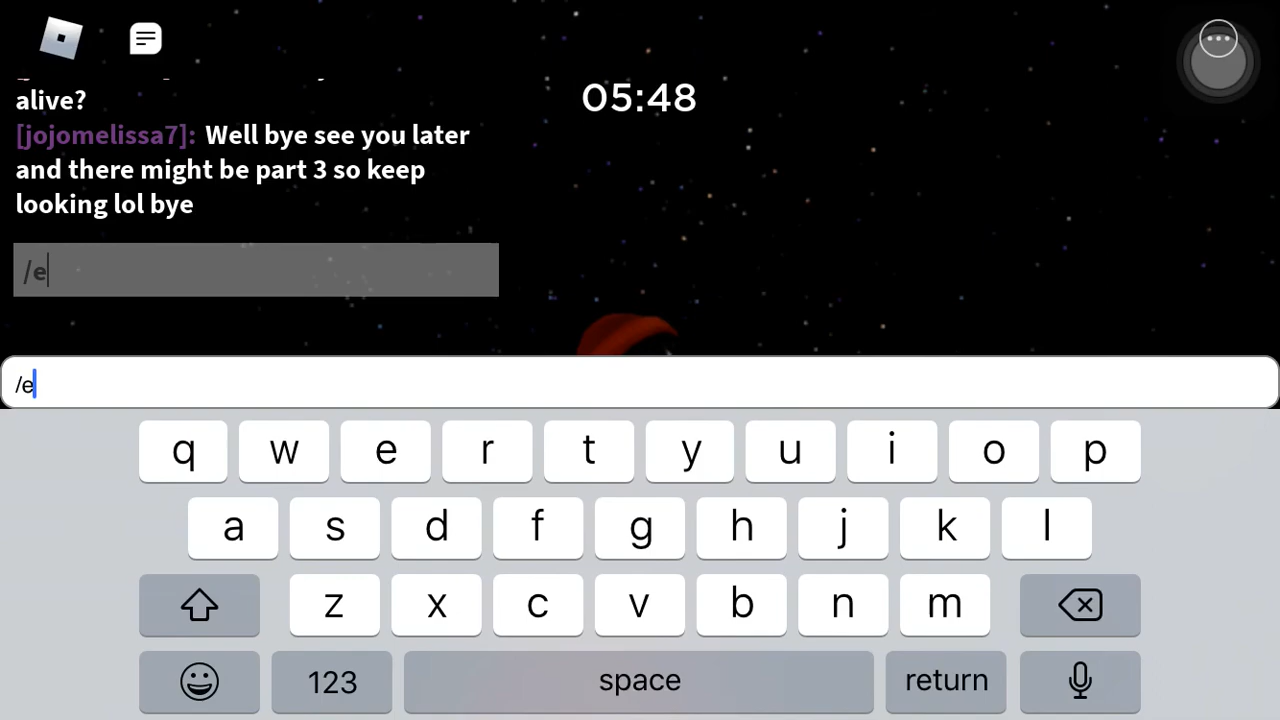 05:48
alive?
[jojomelissa7]: Well bye see you later
and there might be part 3 so keep
looking lol bye
/e
/e
q w e r t y u i o p
a s d f g h j k l
z x c v b n m
123 space return